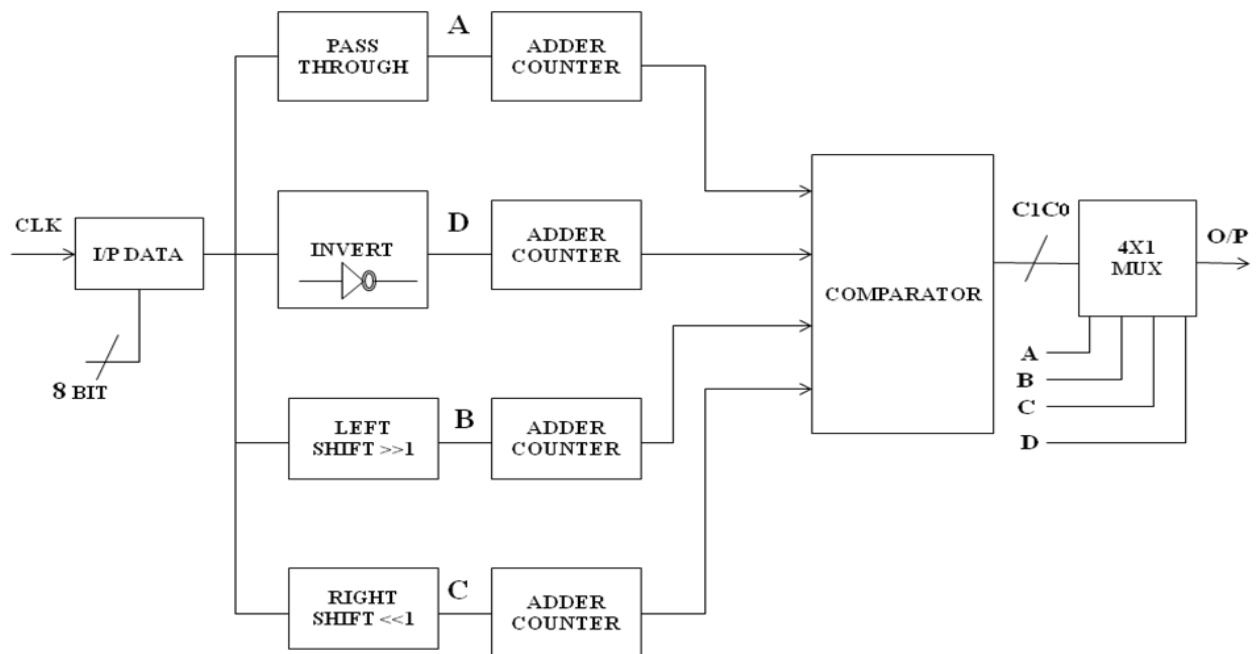 PASS
THROUGH
A
ADDER
COUNTER
CLK
I/P DATA
8 BIT
INVERT
D
ADDER
COUNTER
LEFT
SHIFT >>1
B
ADDER
COUNTER
RIGHT
SHIFT <<1
C
ADDER
COUNTER
COMPARATOR
C1C0
4X1
MUX
O/P
A
B
C
D